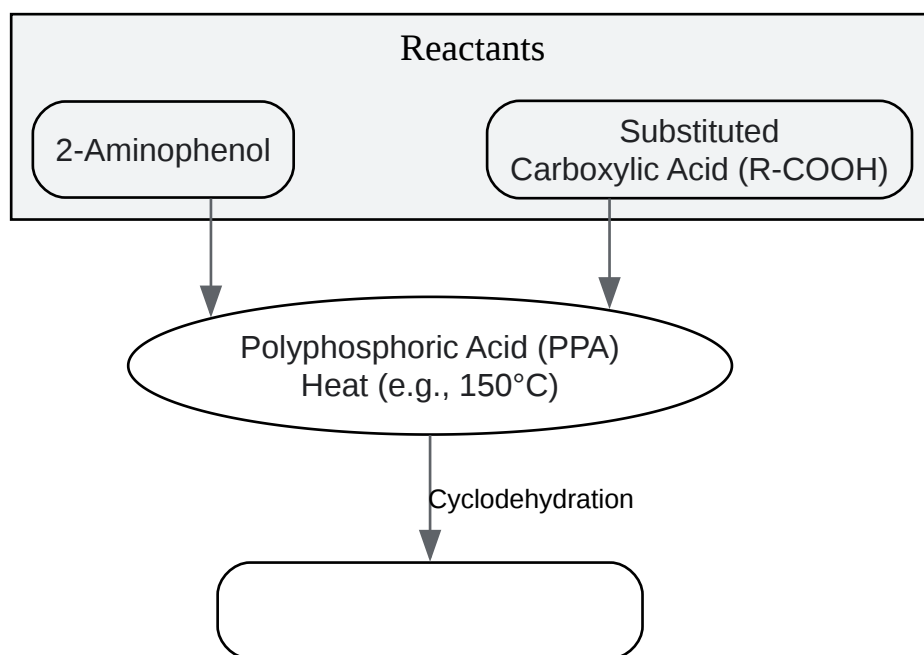 Reactants
2-Aminophenol
Substituted
Carboxylic Acid (R-COOH)
Polyphosphoric Acid (PPA)
Heat (e.g., 150°C)
Cyclodehydration